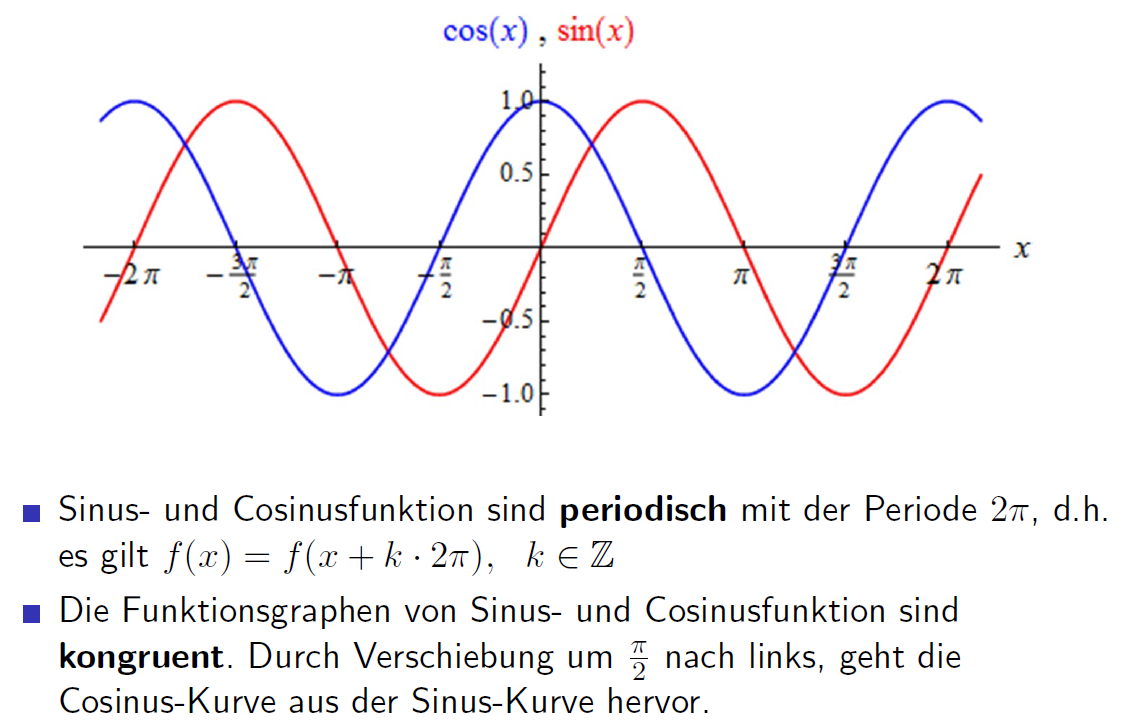 cos(x) , sin(x)
1.0
0.5
−2π −3π/2 −π −π/2 π/2 π 3π/2 2π x
−0.5
−1.0
■ Sinus- und Cosinusfunktion sind periodisch mit der Periode 2π, d.h.
es gilt f(x) = f(x + k · 2π), k ∈ ℤ
■ Die Funktionsgraphen von Sinus- und Cosinusfunktion sind
kongruent. Durch Verschiebung um π/2 nach links, geht die
Cosinus-Kurve aus der Sinus-Kurve hervor.